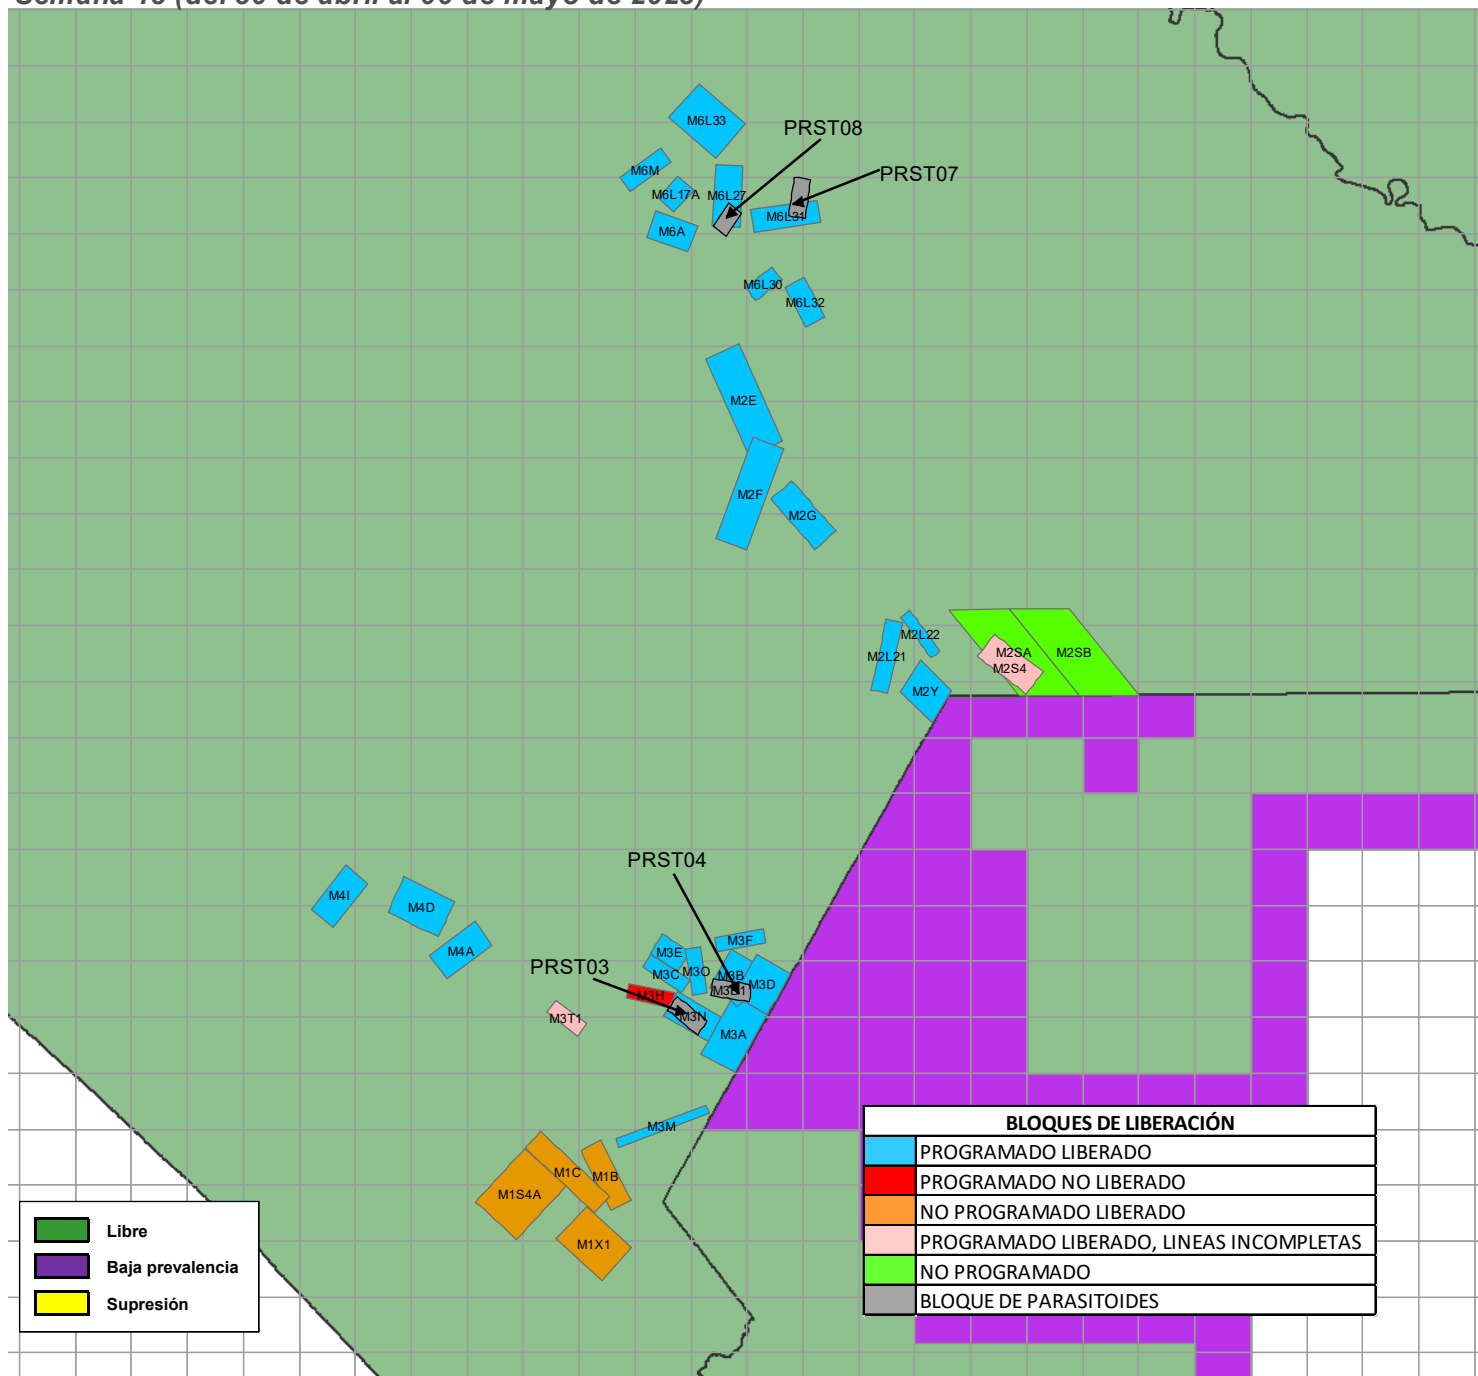 M6L33
PRST08
M6M
PRST07
M6L17A
M6L27
M6L31
M6A
M6L30
M6L32
M2E
M2F
M2G
M2L22
M2L21
M2SA
M2SB
M2S4
M2Y
PRST04
M4I
M4D
M4A
M3F
M3E
PRST03
M3C
M3O
M3B
M3D
M3B1
M3H
M3T1
M3N
M3A
M3M
M1C
M1B
M1S4A
M1X1
BLOQUES DE LIBERACIÓN
PROGRAMADO LIBERADO
PROGRAMADO NO LIBERADO
NO PROGRAMADO LIBERADO
PROGRAMADO LIBERADO, LINEAS INCOMPLETAS
NO PROGRAMADO
BLOQUE DE PARASITOIDES
Libre
Baja prevalencia
Supresión